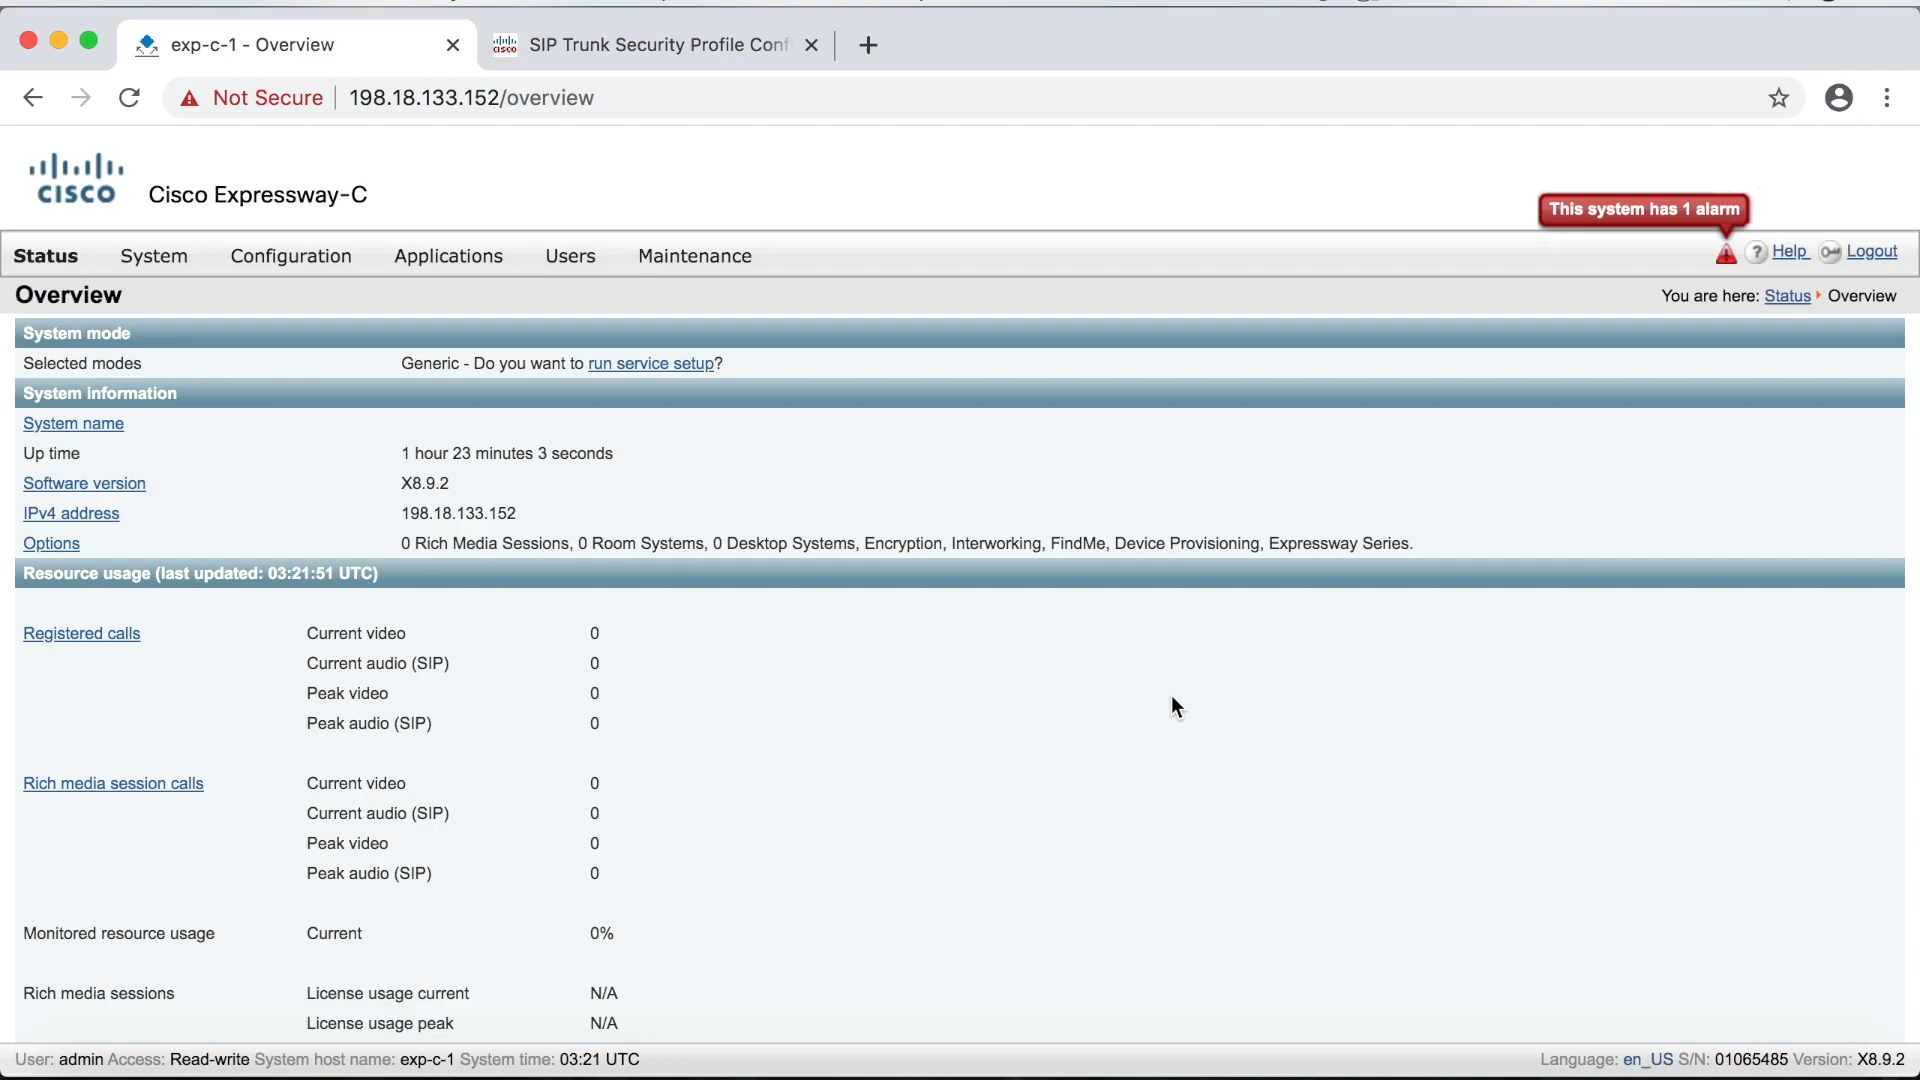 exp-c-1 - Overview
SIP Trunk Security Profile Conf
Not Secure 198.18.133.152/overview
CISCO
Cisco Expressway-C
This system has 1 alarm
Status System Configuration Applications Users Maintenance
Help Logout
Overview
You are here: Status Overview
System mode
Selected modes Generic - Do you want to run service setup?
System information
System name
Up time 1 hour 23 minutes 3 seconds
Software version X8.9.2
IPv4 address 198.18.133.152
Options 0 Rich Media Sessions, 0 Room Systems, 0 Desktop Systems, Encryption, Interworking, FindMe, Device Provisioning, Expressway Series.
Resource usage (last updated: 03:21:51 UTC)
Registered calls Current video 0
Current audio (SIP) 0
Peak video 0
Peak audio (SIP) 0
Rich media session calls Current video 0
Current audio (SIP) 0
Peak video 0
Peak audio (SIP) 0
Monitored resource usage Current 0%
Rich media sessions License usage current N/A
License usage peak N/A
User: admin Access: Read-write System host name: exp-c-1 System time: 03:21 UTC
Language: en_US S/N: 01065485 Version: X8.9.2